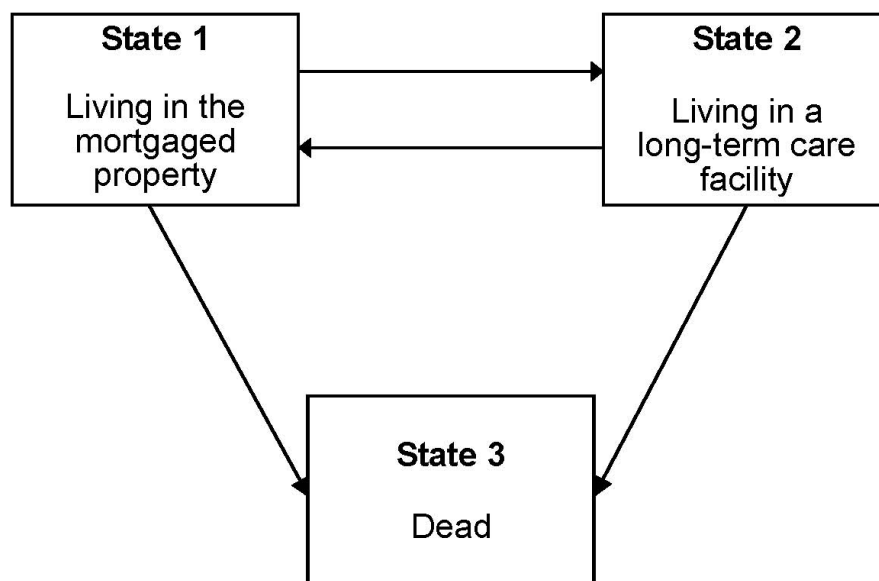 State 1
Living in the
mortgaged
property
State 2
Living in a
long-term care
facility
State 3
Dead